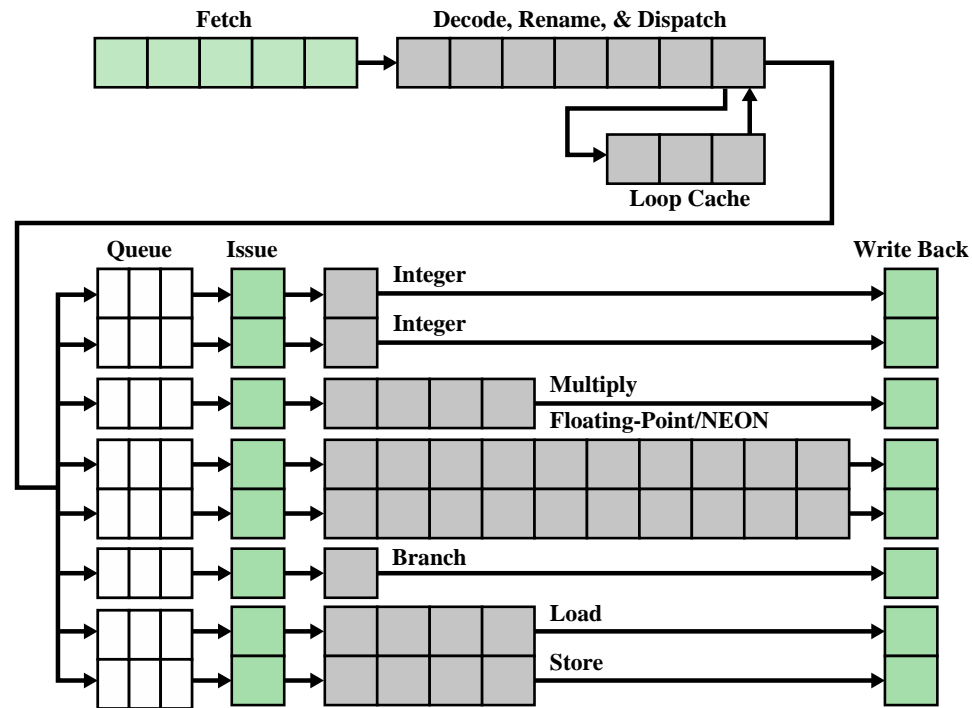 Fetch
Decode, Rename, & Dispatch
Loop Cache
Queue
Issue
Write Back
Integer
Integer
Multiply
Floating-Point/NEON
Branch
Load
Store